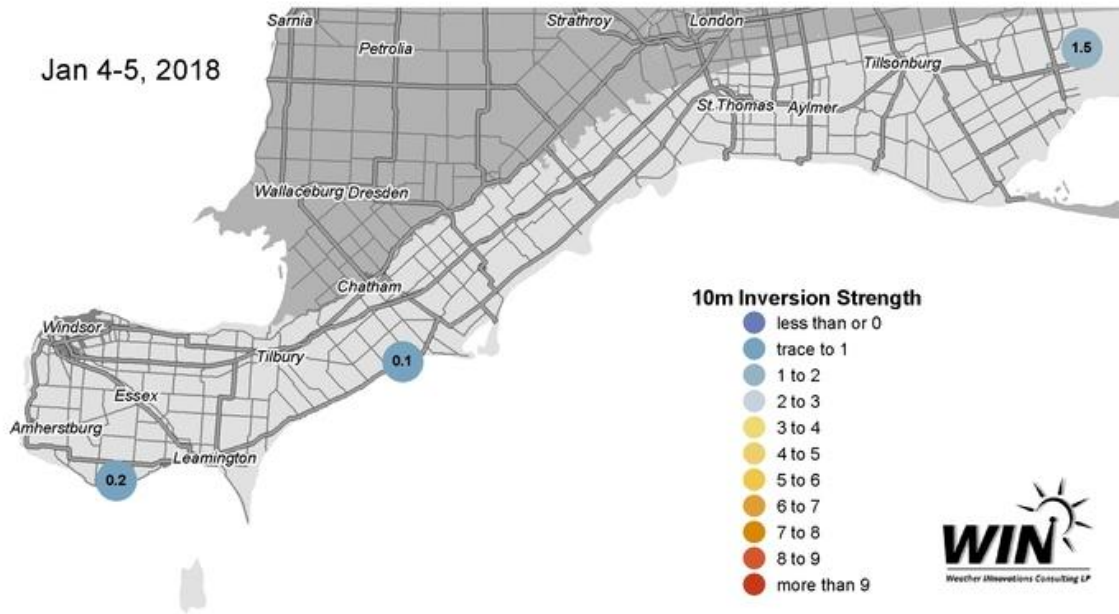 Sarnia
Strathroy
London
Petrolia
Jan 4-5, 2018
1.5
Tillsonburg
St.Thomas
Aylmer
Wallaceburg
Dresden
Chatham
10m Inversion Strength
less than or 0
Windsor
trace to 1
Tilbury
0.1
1 to 2
Essex
2 to 3
Amherstburg
3 to 4
Leamington
4 to 5
0.2
5 to 6
6 to 7
7 to 8
8 to 9
more than 9
WIN
Weather INnovations Consulting LP